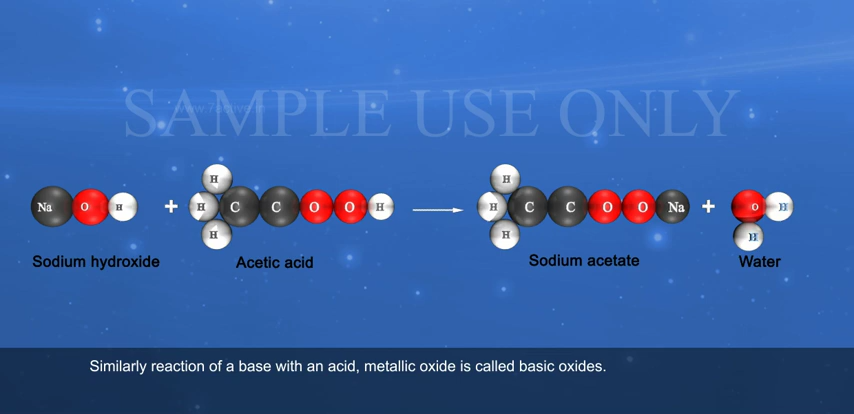 SAMPLE USE ONLY
Na O H + H H H C C O O H H H H C C O O Na + O H H
Sodium hydroxide Acetic acid Sodium acetate Water
Similarly reaction of a base with an acid, metallic oxide is called basic oxides.